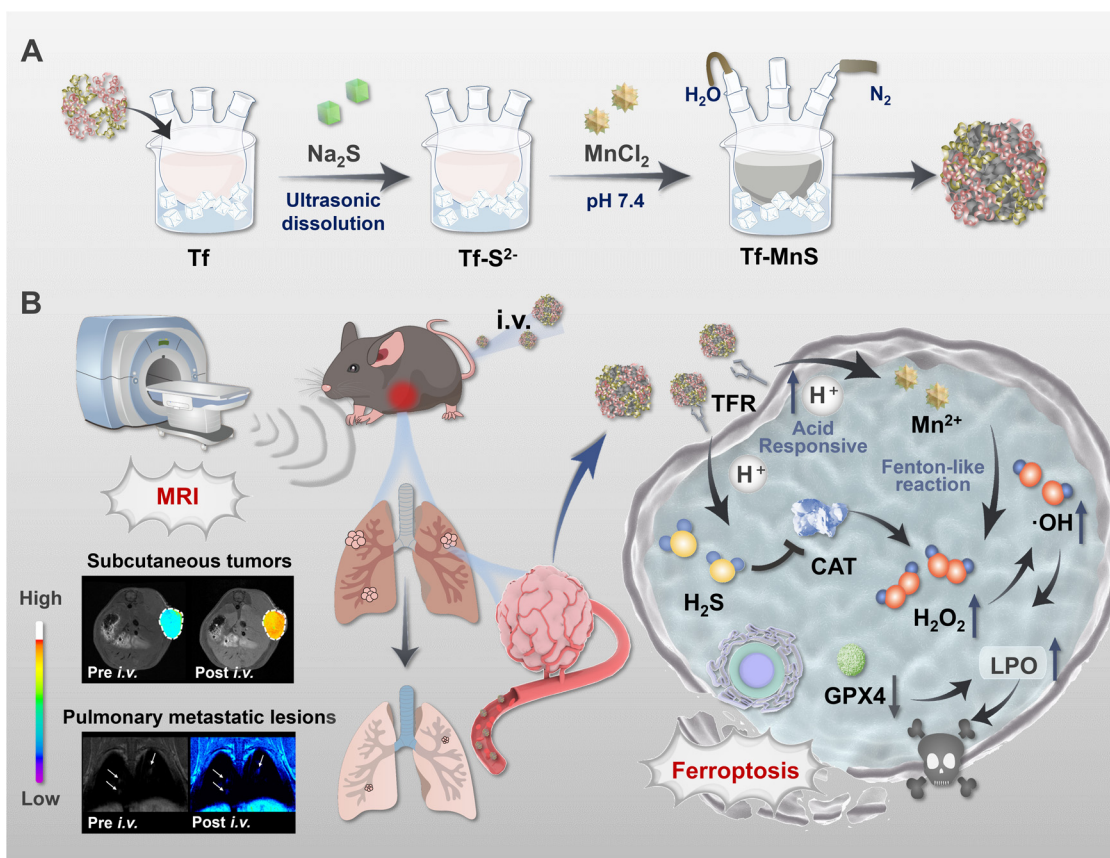 A
Na₂S
Ultrasonic
dissolution
MnCl₂
pH 7.4
H₂O
N₂
Tf
Tf-S²⁻
Tf-MnS
B
i.v.
MRI
TFR
H⁺
Acid
Responsive
Mn²⁺
H⁺
Fenton-like
reaction
·OH
CAT
H₂S
H₂O₂
GPX4
LPO
Ferroptosis
Subcutaneous tumors
High
Pre i.v.
Post i.v.
Pulmonary metastatic lesions
Low
Pre i.v.
Post i.v.